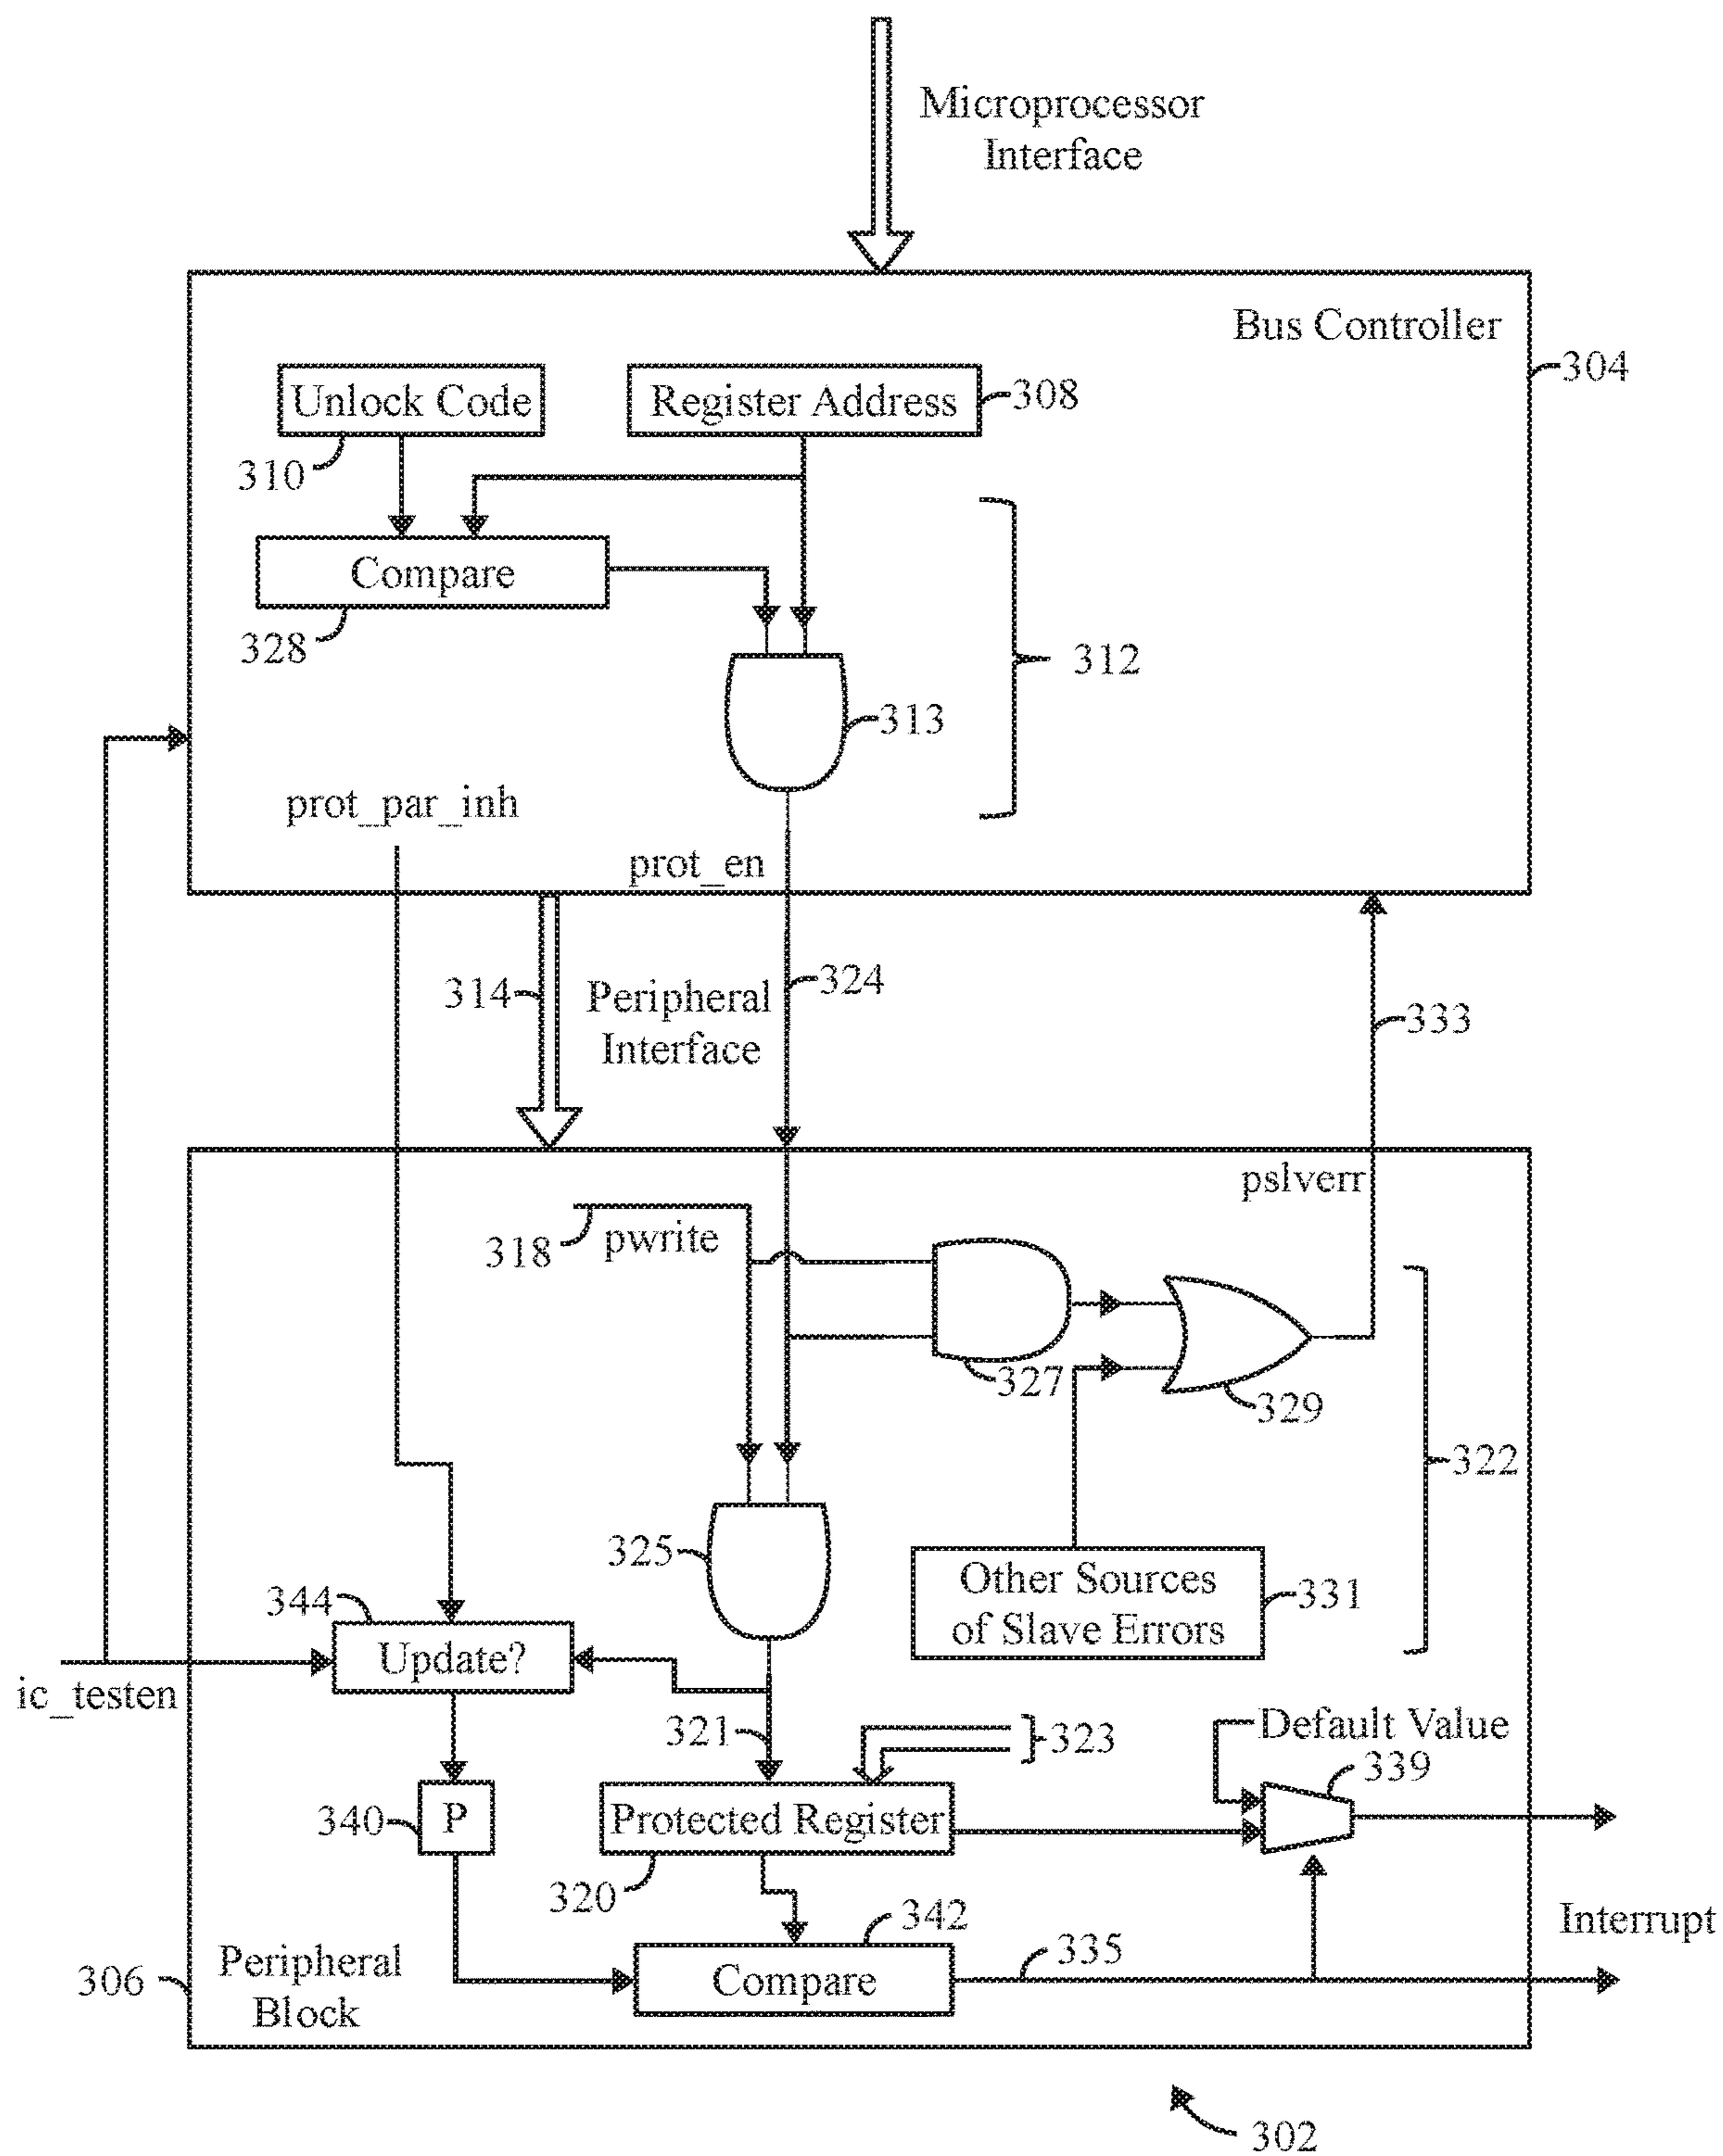 Microprocessor
Interface
Bus Controller
304
Unlock Code
Register Address
308
310
Compare
328
312
313
prot_par_inh
prot_en
314
Peripheral
Interface
324
333
pslverr
318
pwrite
327
329
322
325
Other Sources
of Slave Errors
331
344
Update?
ic_testen
321
323
Default Value
339
340
P
Protected Register
320
342
Interrupt
335
306
Peripheral
Block
Compare
302